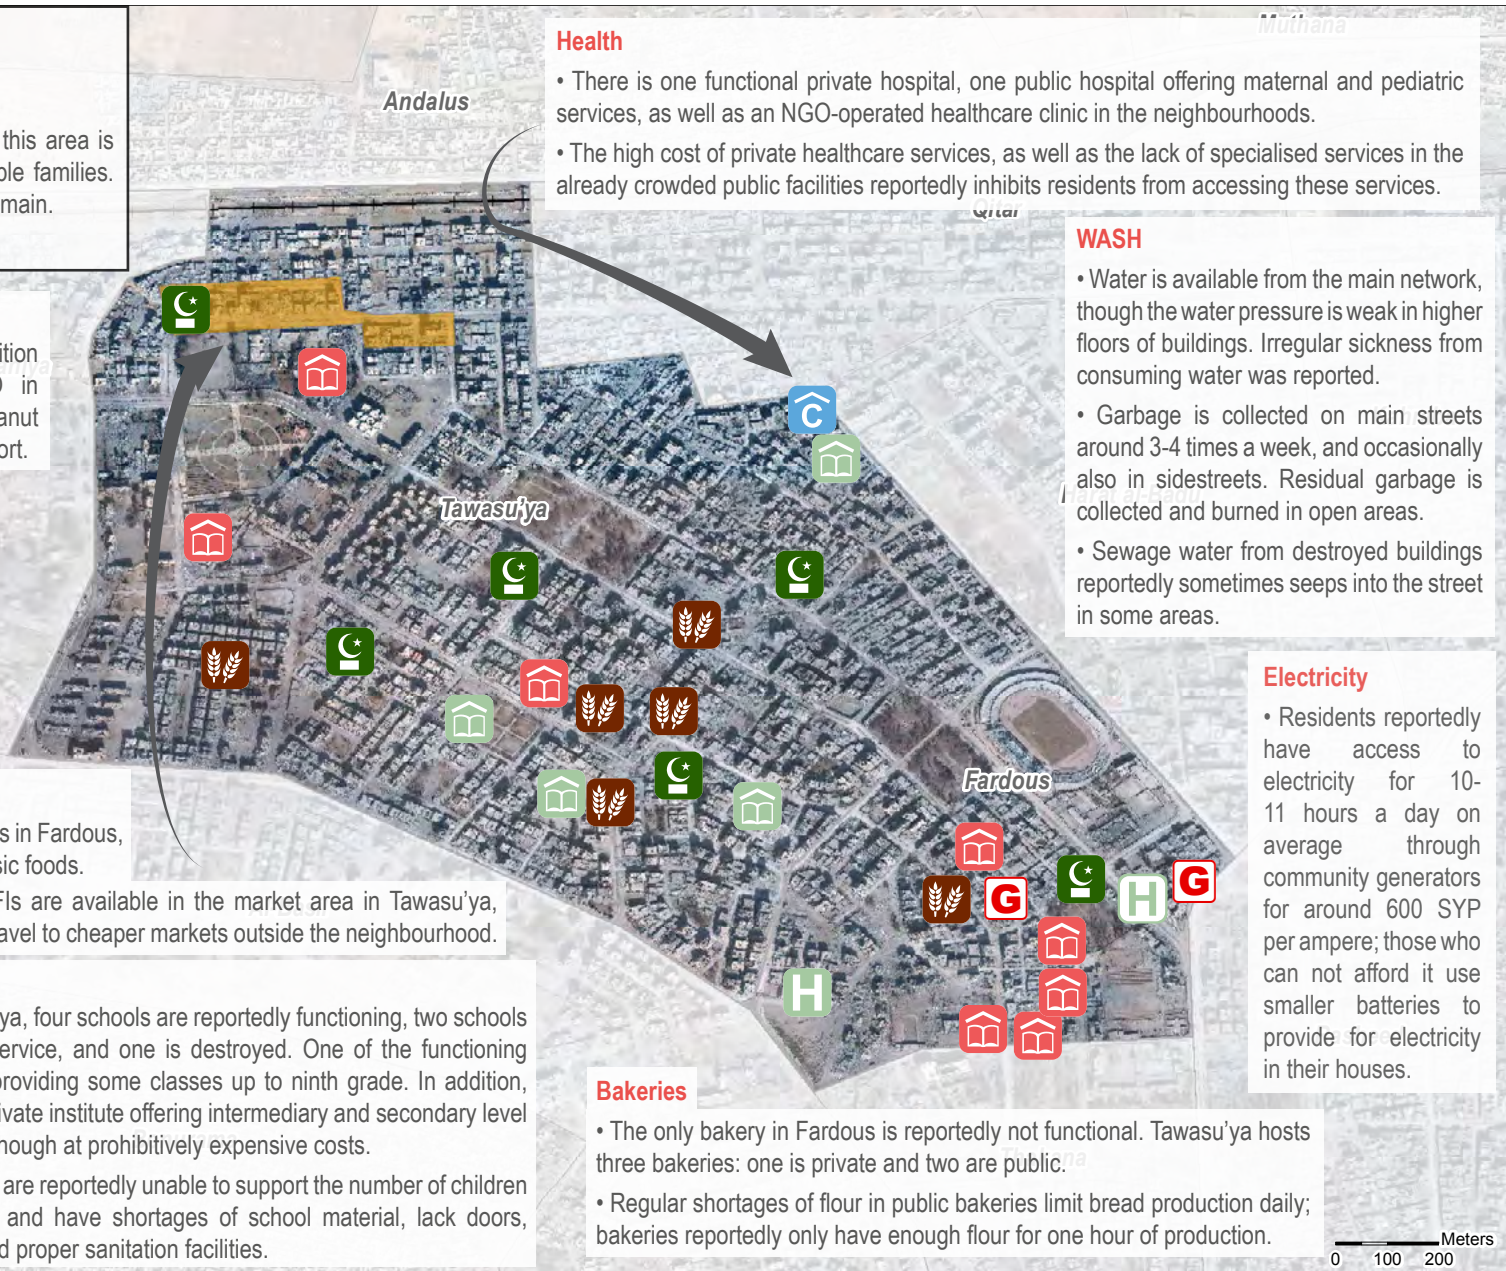 Muthana
Andalus
Qitar
this area is
ble families.
main.
Health
• There is one functional private hospital, one public hospital offering maternal and pediatric
services, as well as an NGO-operated healthcare clinic in the neighbourhoods.
• The high cost of private healthcare services, as well as the lack of specialised services in the
already crowded public facilities reportedly inhibits residents from accessing these services.
WASH
• Water is available from the main network,
though the water pressure is weak in higher
floors of buildings. Irregular sickness from
consuming water was reported.
• Garbage is collected on main streets
around 3-4 times a week, and occasionally
also in sidestreets. Residual garbage is
collected and burned in open areas.
• Sewage water from destroyed buildings
reportedly sometimes seeps into the street
in some areas.
ition
in
anut
ort.
C
Tawasu'ya
Fardous
G
H
G
H
Electricity
• Residents reportedly
have access to
electricity for 10-
11 hours a day on
average through
community generators
for around 600 SYP
per ampere; those who
can not afford it use
smaller batteries to
provide for electricity
in their houses.
s in Fardous,
sic foods.
FIs are available in the market area in Tawasu'ya,
avel to cheaper markets outside the neighbourhood.
ya, four schools are reportedly functioning, two schools
ervice, and one is destroyed. One of the functioning
providing some classes up to ninth grade. In addition,
ivate institute offering intermediary and secondary level
hough at prohibitively expensive costs.
are reportedly unable to support the number of children
and have shortages of school material, lack doors,
d proper sanitation facilities.
Bakeries
• The only bakery in Fardous is reportedly not functional. Tawasu'ya hosts
three bakeries: one is private and two are public.
• Regular shortages of flour in public bakeries limit bread production daily;
bakeries reportedly only have enough flour for one hour of production.
Meters
0 100 200